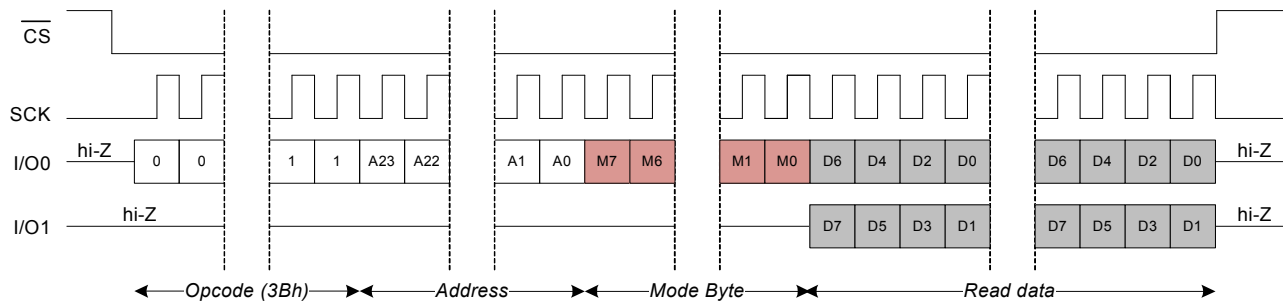 CS
SCK
I/O0 hi-Z 0 0 1 1 A23 A22 A1 A0 M7 M6 M1 M0 D6 D4 D2 D0 D6 D4 D2 D0 hi-Z
I/O1 hi-Z D7 D5 D3 D1 D7 D5 D3 D1 hi-Z
Opcode (3Bh) Address Mode Byte Read data